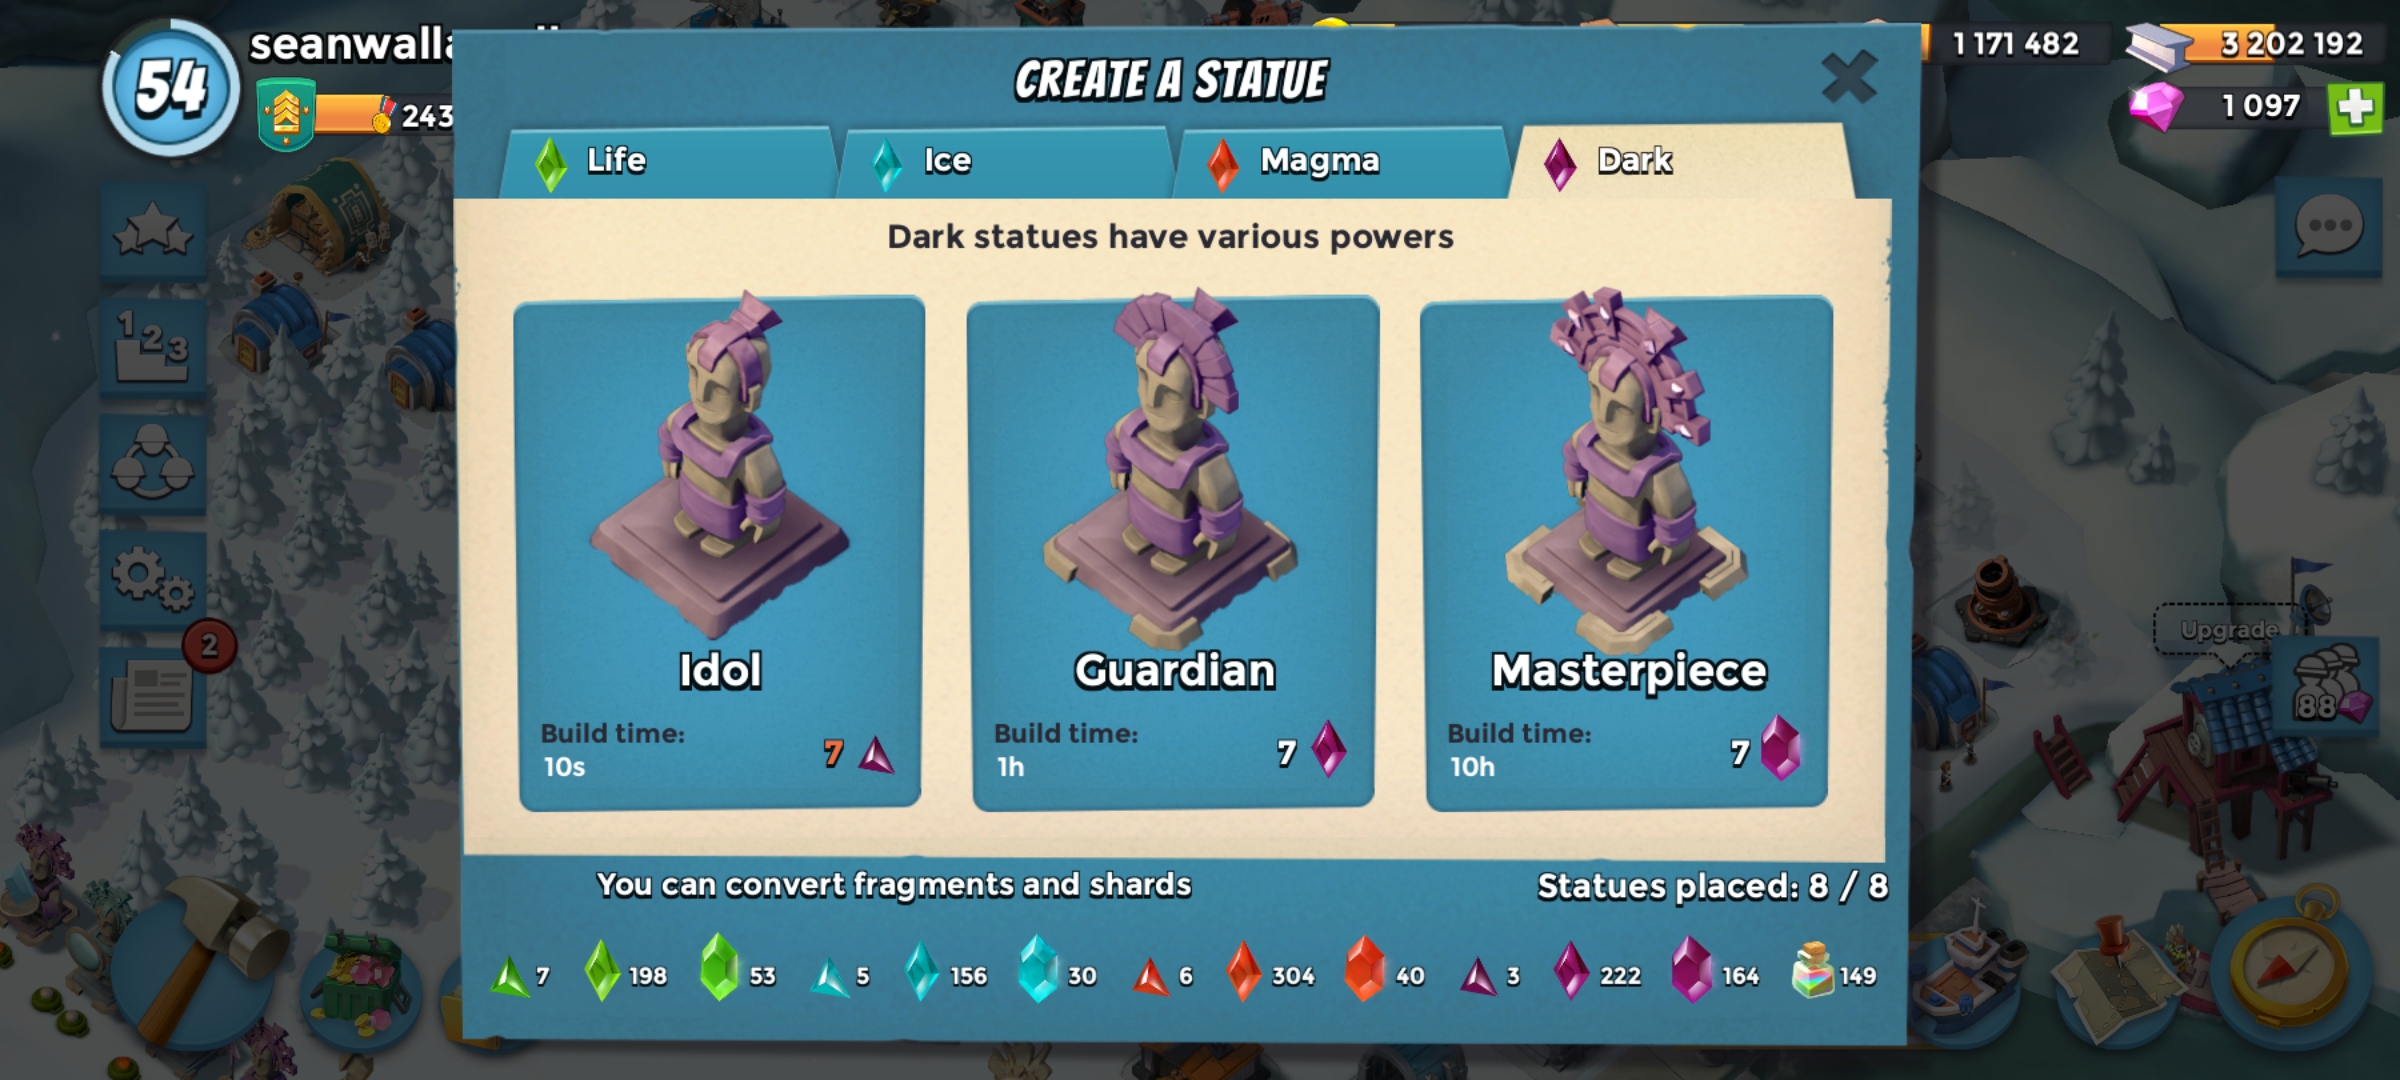 54
243
CREATE A STATUE
1 171 482
3 202 192
1 097
Life
Ice
Magma
Dark
Dark statues have various powers
1 2 3
2
Idol
Build time:
10s
7
Guardian
Build time:
1h
7
Masterpiece
Build time:
10h
7
Upgrade
88
You can convert fragments and shards
Statues placed: 8 / 8
7
198
53
5
156
30
6
304
40
3
222
164
149